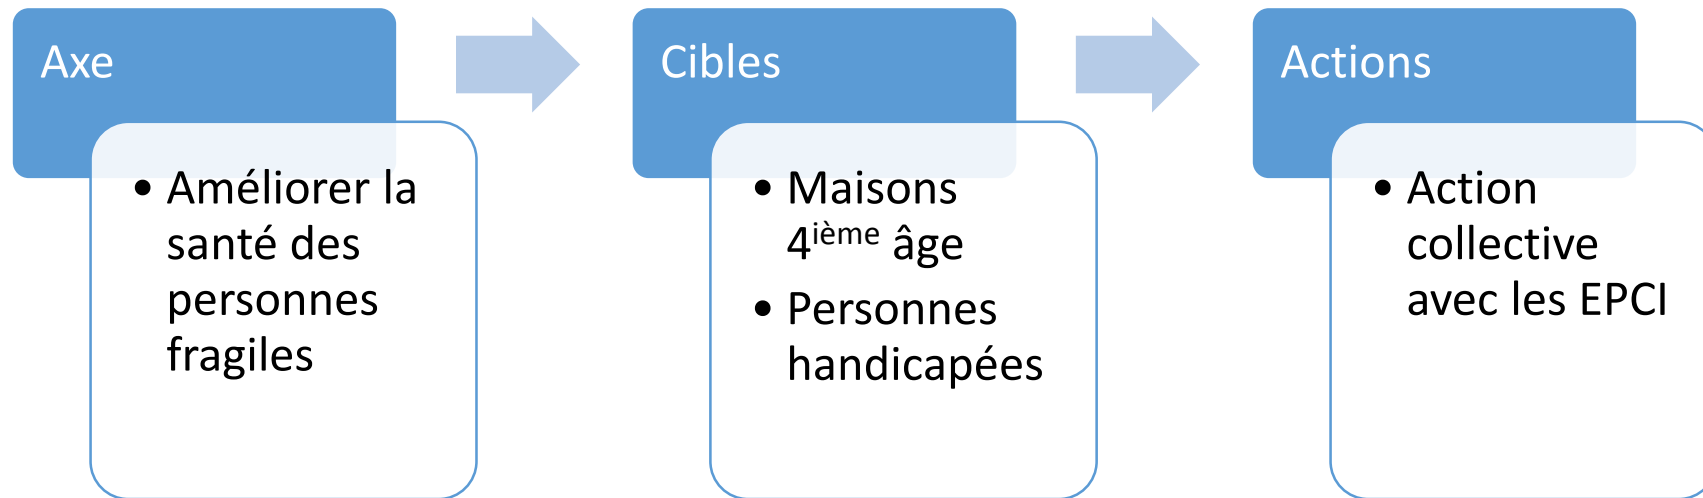 Axe
• Améliorer la
santé des
personnes
fragiles
Cibles
• Maisons
4ième âge
• Personnes
handicapées
Actions
• Action
collective
avec les EPCI